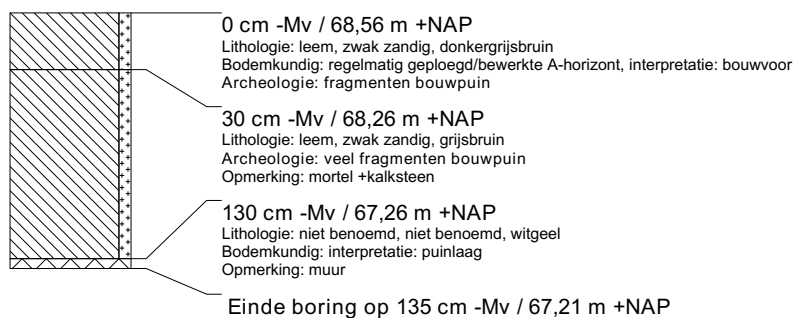 0 cm -Mv / 68,56 m +NAP
Lithologie: leem, zwak zandig, donkergrijsbruin
Bodemkundig: regelmatig geploegd/bewerkte A-horizont, interpretatie: bouwvoor
Archeologie: fragmenten bouwpuin
30 cm -Mv / 68,26 m +NAP
Lithologie: leem, zwak zandig, grijsbruin
Archeologie: veel fragmenten bouwpuin
Opmerking: mortel +kalksteen
130 cm -Mv / 67,26 m +NAP
Lithologie: niet benoemd, niet benoemd, witgeel
Bodemkundig: interpretatie: puinlaag
Opmerking: muur
Einde boring op 135 cm -Mv / 67,21 m +NAP